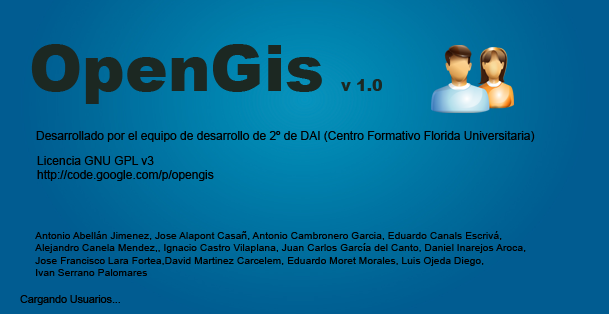 OpenGis v 1.0
Desarrollado por el equipo de desarrollo de 2º de DAI (Centro Formativo Florida Universitaria)
Licencia GNU GPL v3
http://code.google.com/p/opengis
Antonio Abellán Jimenez, Jose Alapont Casañ, Antonio Cambronero Garcia, Eduardo Canals Escrivá,
Alejandro Canela Mendez,, Ignacio Castro Vilaplana, Juan Carlos García del Canto, Daniel Inarejos Aroca,
Jose Francisco Lara Fortea,David Martinez Carcelem, Eduardo Moret Morales, Luis Ojeda Diego,
Ivan Serrano Palomares
Cargando Usuarios...